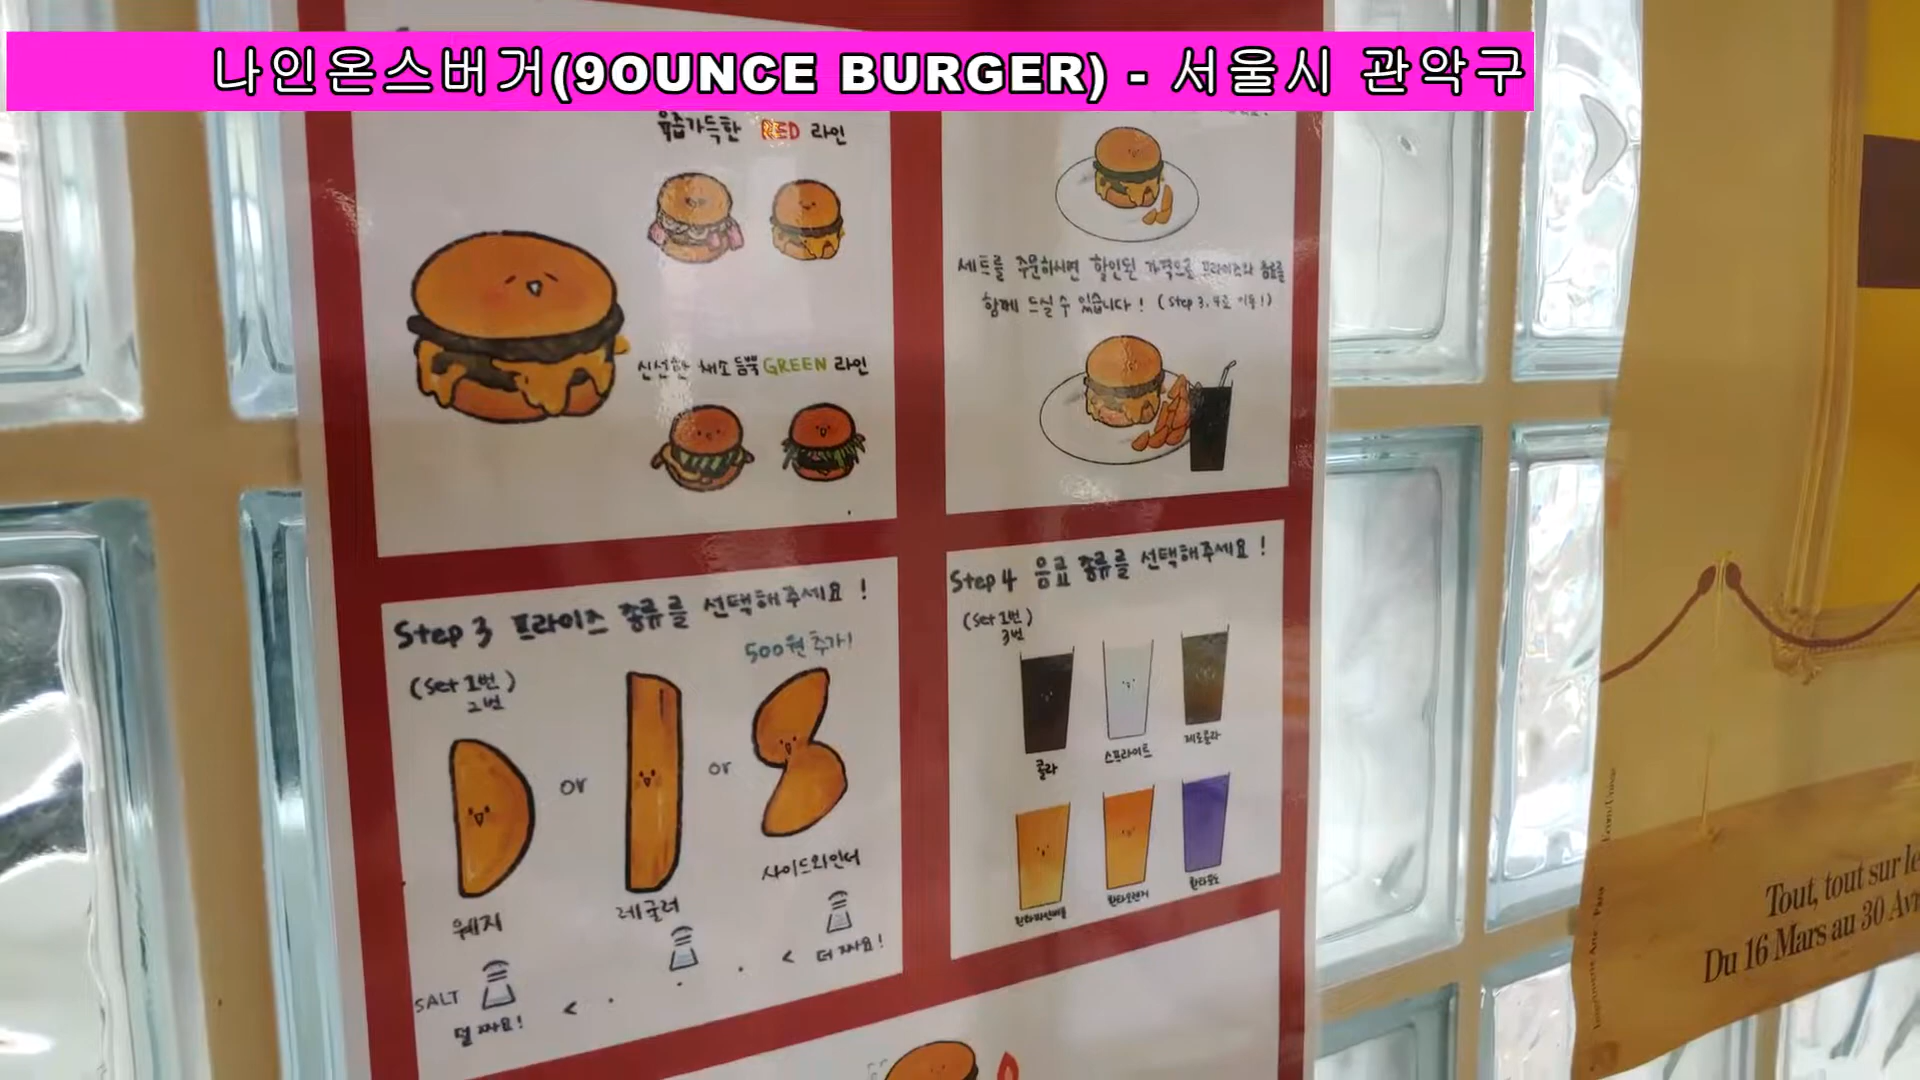 나인온스버거(9OUNCE BURGER) - 서울시 관악구
육즙가득한 RED 라인
신선한 채소 듬뿍 GREEN 라인
세트를 주문하시면 할인된 가격으로 프라이즈와 음료를
함께 드실 수 있습니다! (Step 3.4로 이동!)
Step 3 프라이즈 종류를 선택해주세요!
500원 추가!
(Set 1번)
2번
or
or
웨지
레귤러
사이드와인더
SALT
덜 짜요!
<
<
더 짜요!
Step 4 음료 종류를 선택해주세요!
(Set 1번)
3번
콜라
스프라이트
제로콜라
환타파인애플
환타오렌지
환타포도
Tout, tout sur le
Du 16 Mars au 30 Avr